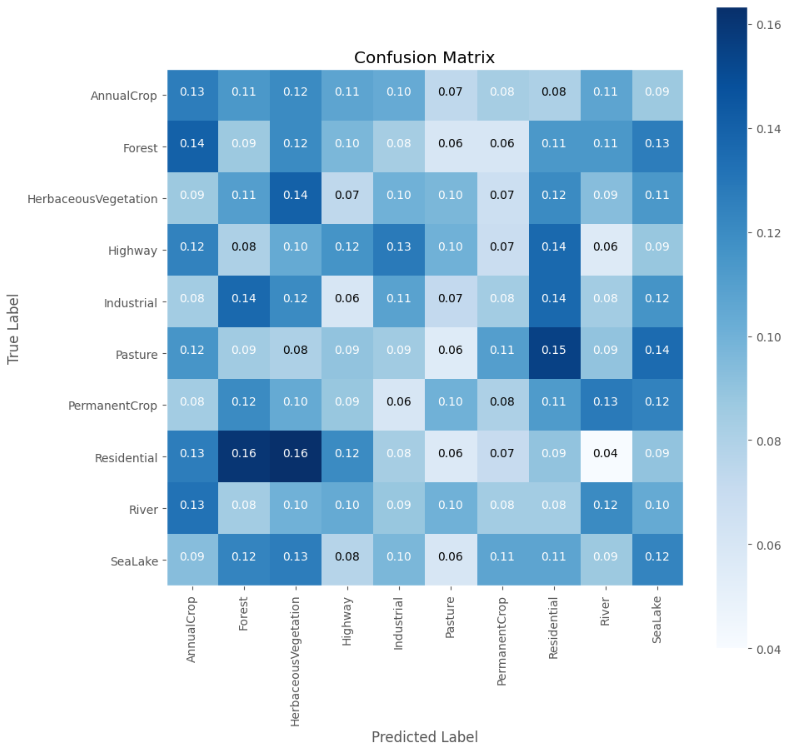 Confusion Matrix
True Label
AnnualCrop 0.13 0.11 0.12 0.11 0.10 0.07 0.08 0.08 0.11 0.09
Forest 0.14 0.09 0.12 0.10 0.08 0.06 0.06 0.11 0.11 0.13
HerbaceousVegetation 0.09 0.11 0.14 0.07 0.10 0.10 0.07 0.12 0.09 0.11
Highway 0.12 0.08 0.10 0.12 0.13 0.10 0.07 0.14 0.06 0.09
Industrial 0.08 0.14 0.12 0.06 0.11 0.07 0.08 0.14 0.08 0.12
Pasture 0.12 0.09 0.08 0.09 0.09 0.06 0.11 0.15 0.09 0.14
PermanentCrop 0.08 0.12 0.10 0.09 0.06 0.10 0.08 0.11 0.13 0.12
Residential 0.13 0.16 0.16 0.12 0.08 0.06 0.07 0.09 0.04 0.09
River 0.13 0.08 0.10 0.10 0.09 0.10 0.08 0.08 0.12 0.10
SeaLake 0.09 0.12 0.13 0.08 0.10 0.06 0.11 0.11 0.09 0.12
AnnualCrop Forest HerbaceousVegetation Highway Industrial Pasture PermanentCrop Residential River SeaLake
Predicted Label
0.16
0.14
0.12
0.10
0.08
0.06
0.04